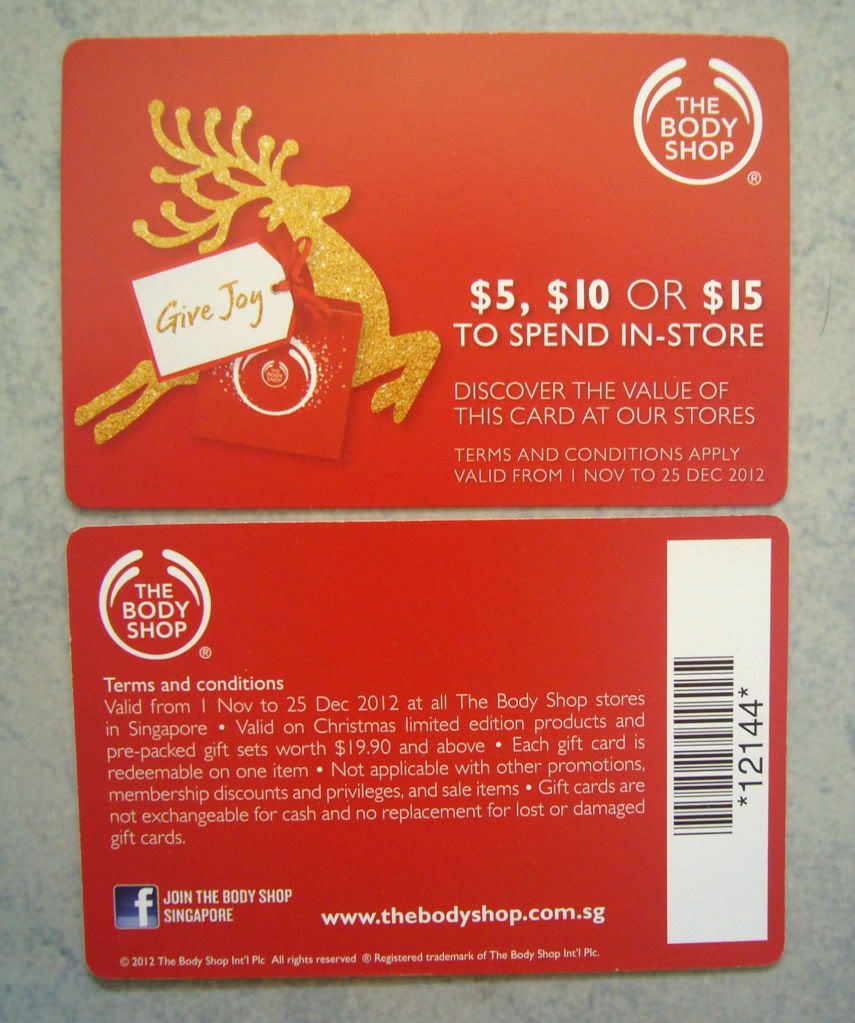 THE
BODY
SHOP
®
Give Joy
THE
BODY
SHOP
$5, $10 OR $15
TO SPEND IN-STORE
DISCOVER THE VALUE OF
THIS CARD AT OUR STORES
TERMS AND CONDITIONS APPLY
VALID FROM 1 NOV TO 25 DEC 2012
THE
BODY
SHOP
®
Terms and conditions
Valid from 1 Nov to 25 Dec 2012 at all The Body Shop stores
in Singapore • Valid on Christmas limited edition products and
pre-packed gift sets worth $19.90 and above • Each gift card is
redeemable on one item • Not applicable with other promotions,
membership discounts and privileges, and sale items • Gift cards are
not exchangeable for cash and no replacement for lost or damaged
gift cards.
*12144*
f
JOIN THE BODY SHOP
SINGAPORE
www.thebodyshop.com.sg
© 2012 The Body Shop Int'l Plc All rights reserved ® Registered trademark of The Body Shop Int'l Plc.